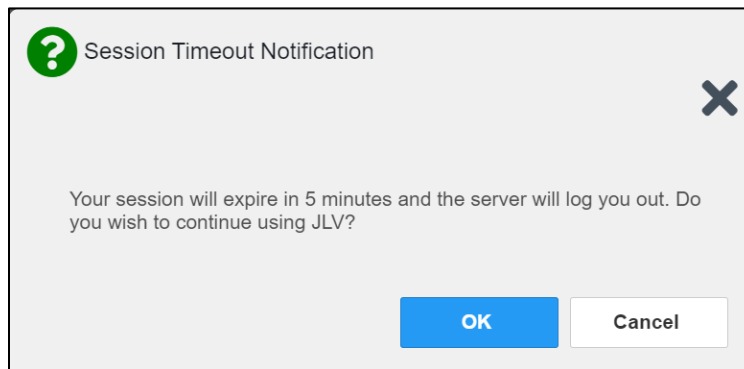 Session Timeout Notification
Your session will expire in 5 minutes and the server will log you out. Do
you wish to continue using JLV?
OK
Cancel